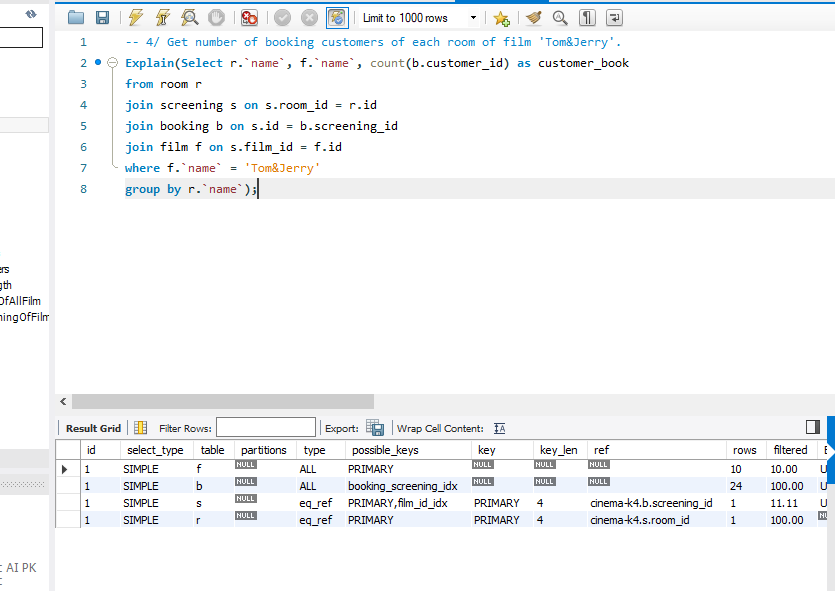 Limit to 1000 rows
1 -- 4/ Get number of booking customers of each room of film 'Tom&Jerry'.
2 Explain(Select r.`name`, f.`name`, count(b.customer_id) as customer_book
3 from room r
4 join screening s on s.room_id = r.id
5 join booking b on s.id = b.screening_id
6 join film f on s.film_id = f.id
7 where f.`name` = 'Tom&Jerry'
8 group by r.`name`);
ers
gth
OfAllFilm
ningOfFilm
Result Grid Filter Rows: Export: Wrap Cell Content: IA
id select_type table partitions type possible_keys key key_len ref rows filtered E
1 SIMPLE f NULL ALL PRIMARY NULL NULL NULL 10 10.00 U
1 SIMPLE b NULL ALL booking_screening_idx NULL NULL NULL 24 100.00 U
1 SIMPLE s NULL eq_ref PRIMARY,film_id_idx PRIMARY 4 cinema-k4.b.screening_id 1 11.11 U
1 SIMPLE r NULL eq_ref PRIMARY PRIMARY 4 cinema-k4.s.room_id 1 100.00 NU
: AI PK